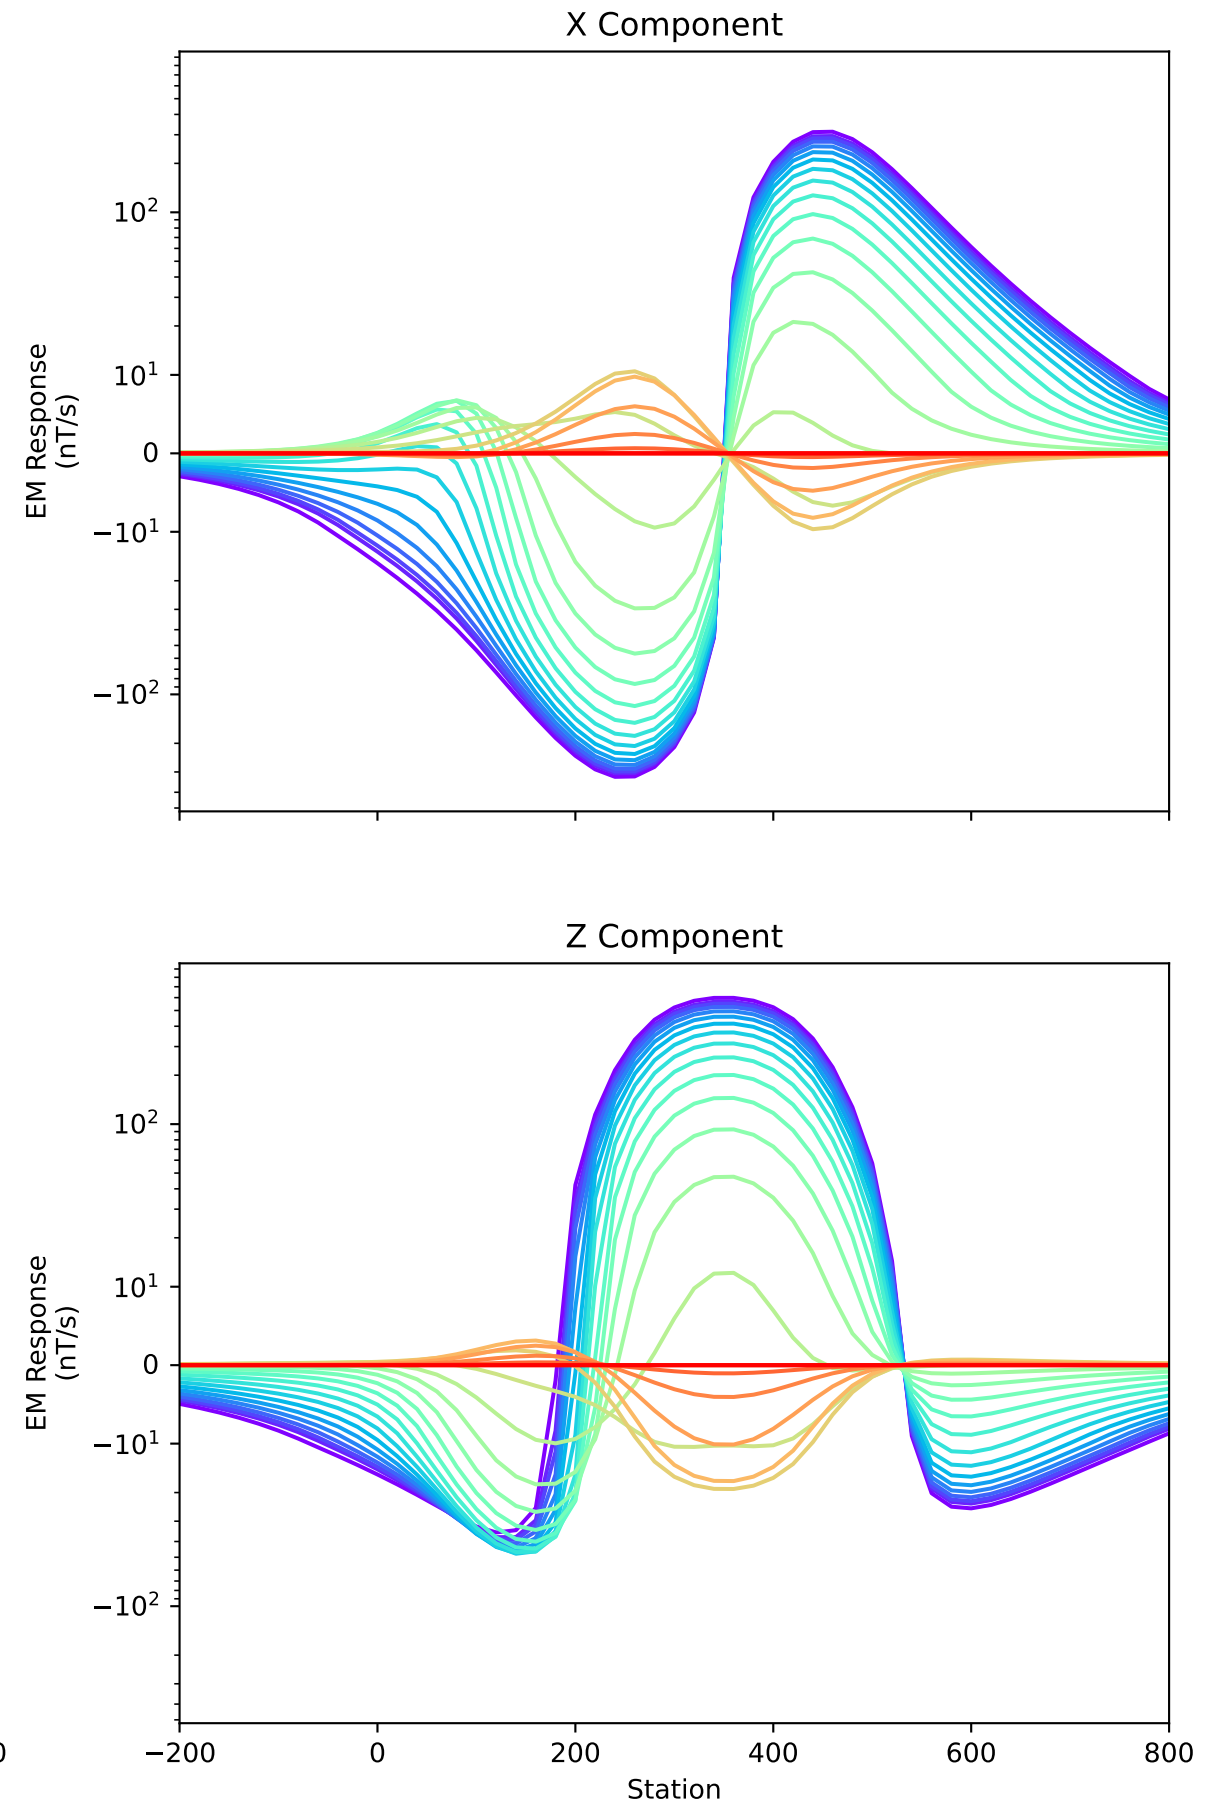 X Component
10²
10¹
0
−10¹
−10²
EM Response
(nT/s)
Z Component
10²
10¹
0
−10¹
−10²
EM Response
(nT/s)
−200 0 200 400 600 800
Station